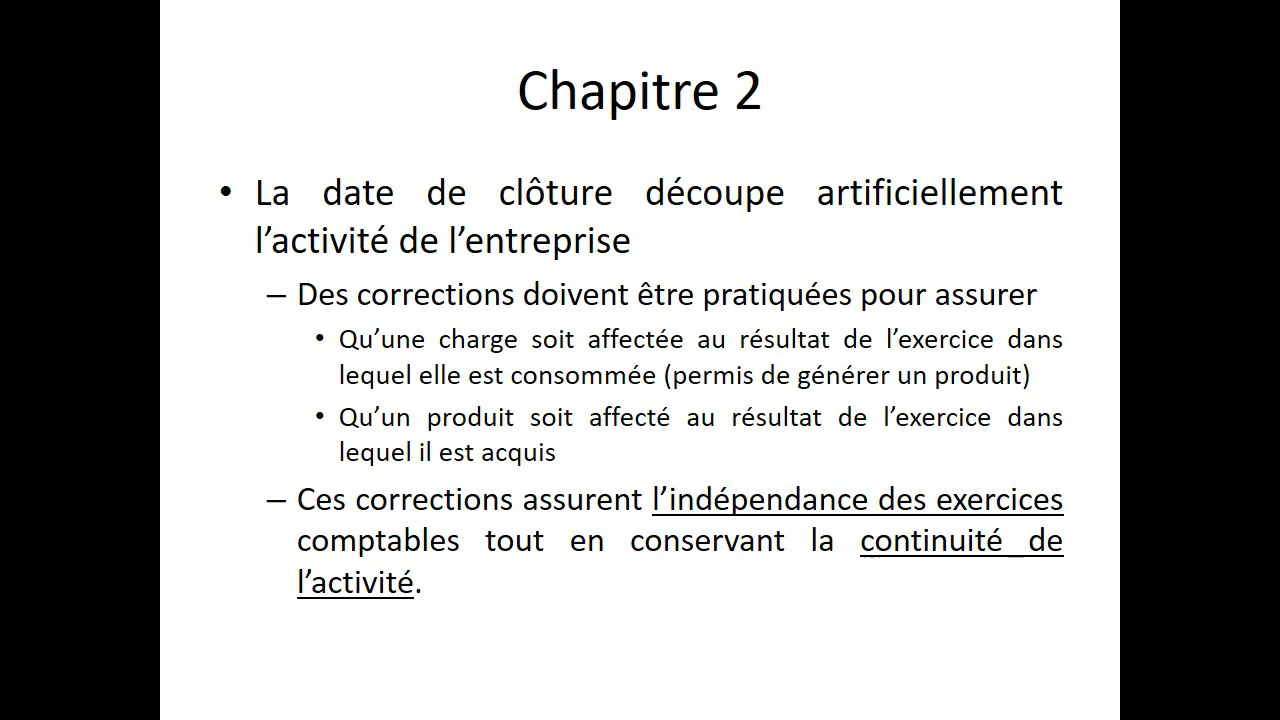 Chapitre 2
• La date de clôture découpe artificiellement
l’activité de l’entreprise
– Des corrections doivent être pratiquées pour assurer
• Qu’une charge soit affectée au résultat de l’exercice dans
lequel elle est consommée (permis de générer un produit)
• Qu’un produit soit affecté au résultat de l’exercice dans
lequel il est acquis
– Ces corrections assurent l’indépendance des exercices
comptables tout en conservant la continuité de
l’activité.